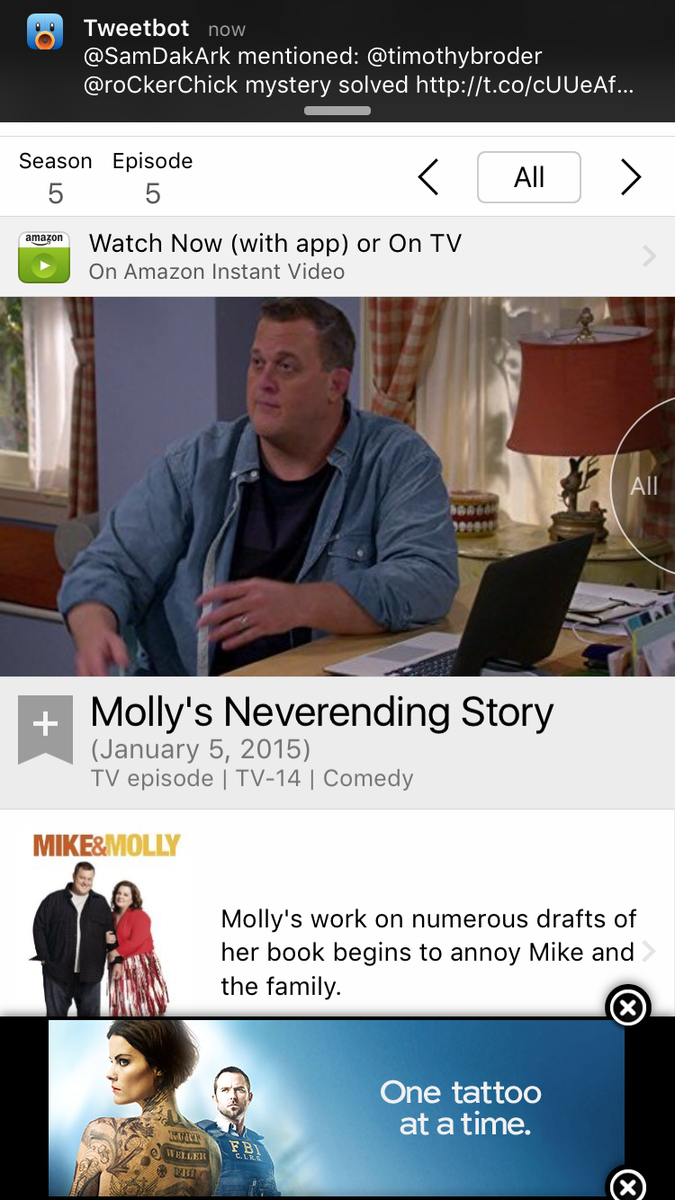 Tweetbot now
@SamDakArk mentioned: @timothybroder
@roCkerChick mystery solved http://t.co/cUUeAf...
Season Episode
5 5
All
amazon
Watch Now (with app) or On TV
On Amazon Instant Video
All
Molly's Neverending Story
(January 5, 2015)
TV episode | TV-14 | Comedy
MIKE&MOLLY
Molly's work on numerous drafts of
her book begins to annoy Mike and
the family.
One tattoo
at a time.
KURT
WELLER
FBI
FBI